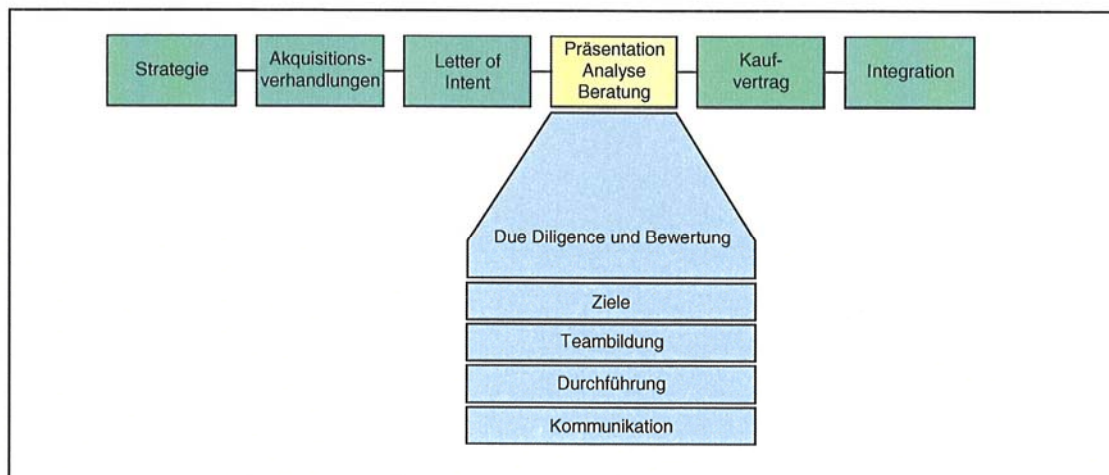 Strategie
Akquisitions-
verhandlungen
Letter of
Intent
Präsentation
Analyse
Beratung
Kauf-
vertrag
Integration
Due Diligence und Bewertung
Ziele
Teambildung
Durchführung
Kommunikation